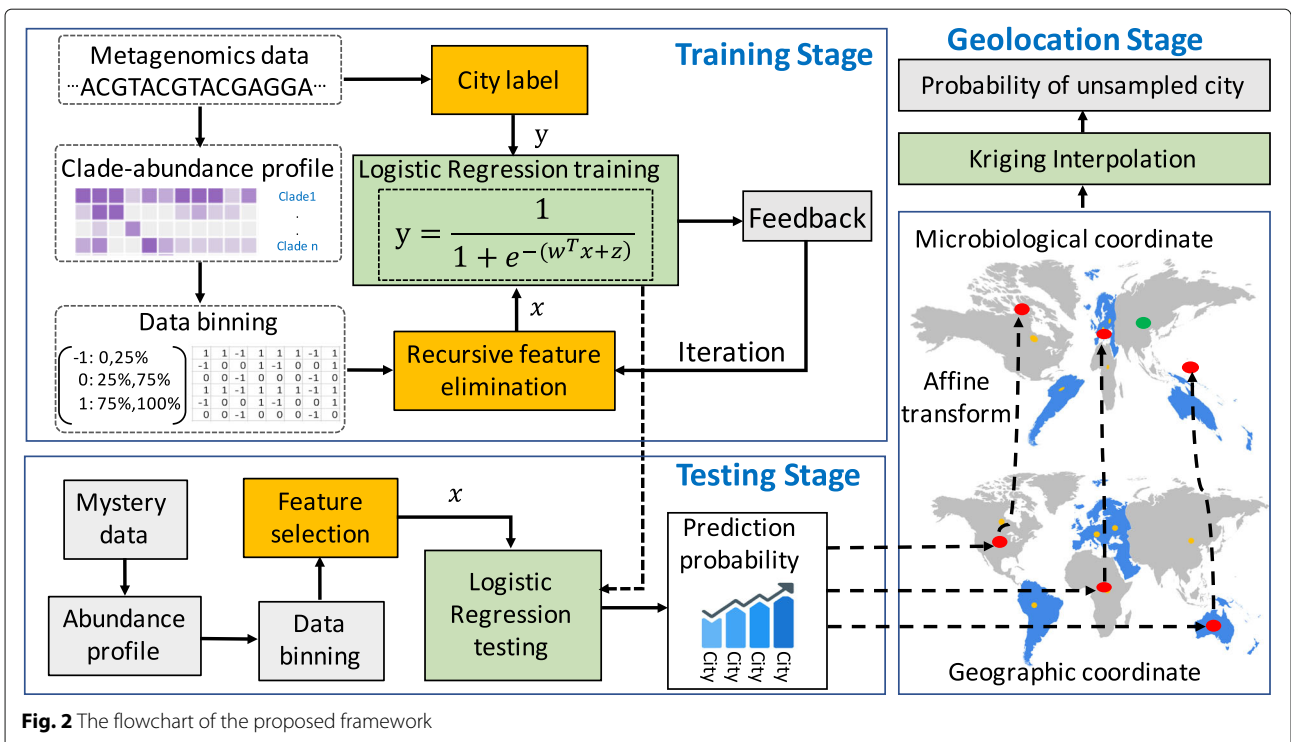 Training Stage
Metagenomics data
···ACGTACGTACGAGGA···
City label
y
Clade-abundance profile
Clade1
.
.
Clade n
Logistic Regression training
y = 1 / (1 + e^−(w^T x+z))
Feedback
Data binning
-1: 0,25%
0: 25%,75%
1: 75%,100%
1 1 -1 1 1 1 -1 1
-1 0 0 1 -1 0 0 1
0 0 -1 0 0 -1 0 0
1 1 -1 1 1 1 -1 1
-1 0 0 1 -1 0 0 1
0 0 -1 0 0 -1 0 0
x
Recursive feature
elimination
Iteration
Testing Stage
Mystery
data
Abundance
profile
Data
binning
Feature
selection
x
Logistic
Regression
testing
Prediction
probability
City
City
City
City
Geolocation Stage
Probability of unsampled city
Kriging Interpolation
Microbiological coordinate
Affine
transform
Geographic coordinate
Fig. 2 The flowchart of the proposed framework